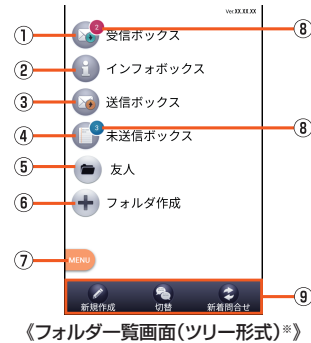 Ver.XX.XX.XX
① 2 受信ボックス ⑧
② インフォボックス
③ 送信ボックス
④ 3 未送信ボックス ⑧
⑤ 友人
⑥ フォルダ作成
⑦ MENU
新規作成 切替 新着問合せ ⑨
《フォルダ一覧画面（ツリー形式）※》